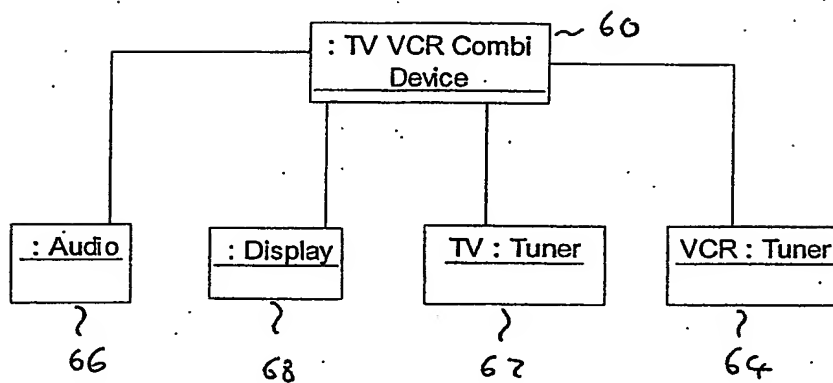 : TV VCR Combi
Device
60
: Audio
: Display
TV : Tuner
VCR : Tuner
66
68
62
64